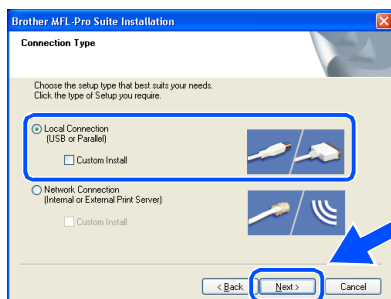 Brother MFL-Pro Suite Installation
Connection Type
Choose the setup type that best suits your needs.
Click the type of Setup you require.
Local Connection
(USB or Parallel)
Custom Install
Network Connection
(Internal or External Print Server)
Custom Install
< Back
Next >
Cancel